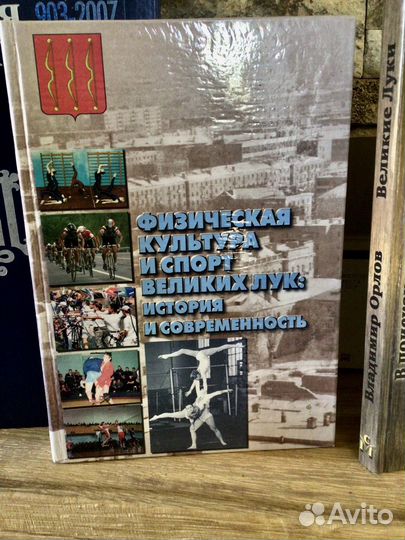 903-2007
ФИЗИЧЕСКАЯ
КУЛЬТУРА
И СПОРТ
ВЕЛИКИХ ЛУК:
ИСТОРИЯ
И СОВРЕМЕННОСТЬ
Владимир Орлов
Великие Луки
Avito